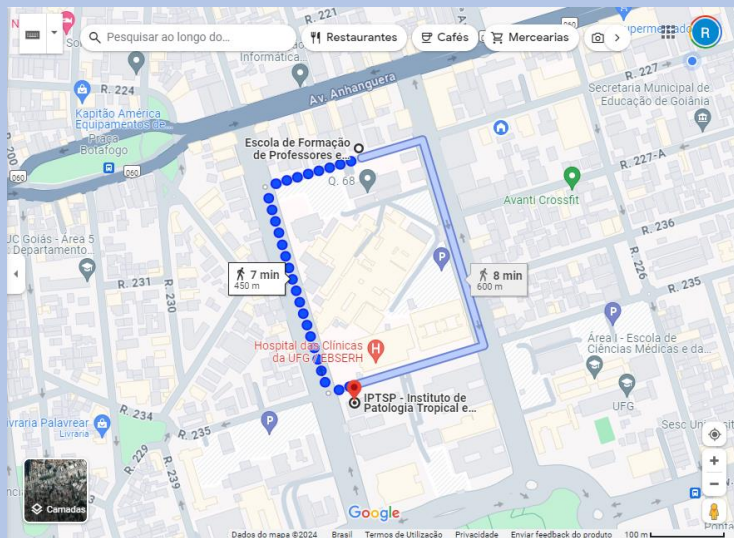 R. 221
Pesquisar ao longo do...
Restaurantes
Cafés
Mercearias
R
Informática...
R. 224
Av. Anhanguera
R. 227
Secretaria Municipal de
Educação de Goiânia
Kapitão América
Equipamentos de
Praça
Botafogo
060
060
Escola de Formação
de Professores e...
Q. 68
R. 227-A
Avanti Crossfit
P
R. 236
R. 226
UC Goiás - Área 5
Departamento...
R. 231
R. 230
7 min
450 m
8 min
600 m
R. 235
P
Área I - Escola de
Ciências Médicas e da...
Hospital das Clínicas
da UFG / EBSERH
H
IPTSP - Instituto de
Patologia Tropical e...
UFG
Livraria Palavrear
Livraria
R. 234
R. 235
P
R. 229
R. 239
Camadas
Google
Dados do mapa ©2024 Brasil Termos de Utilização Privacidade Enviar feedback do produto 100 m